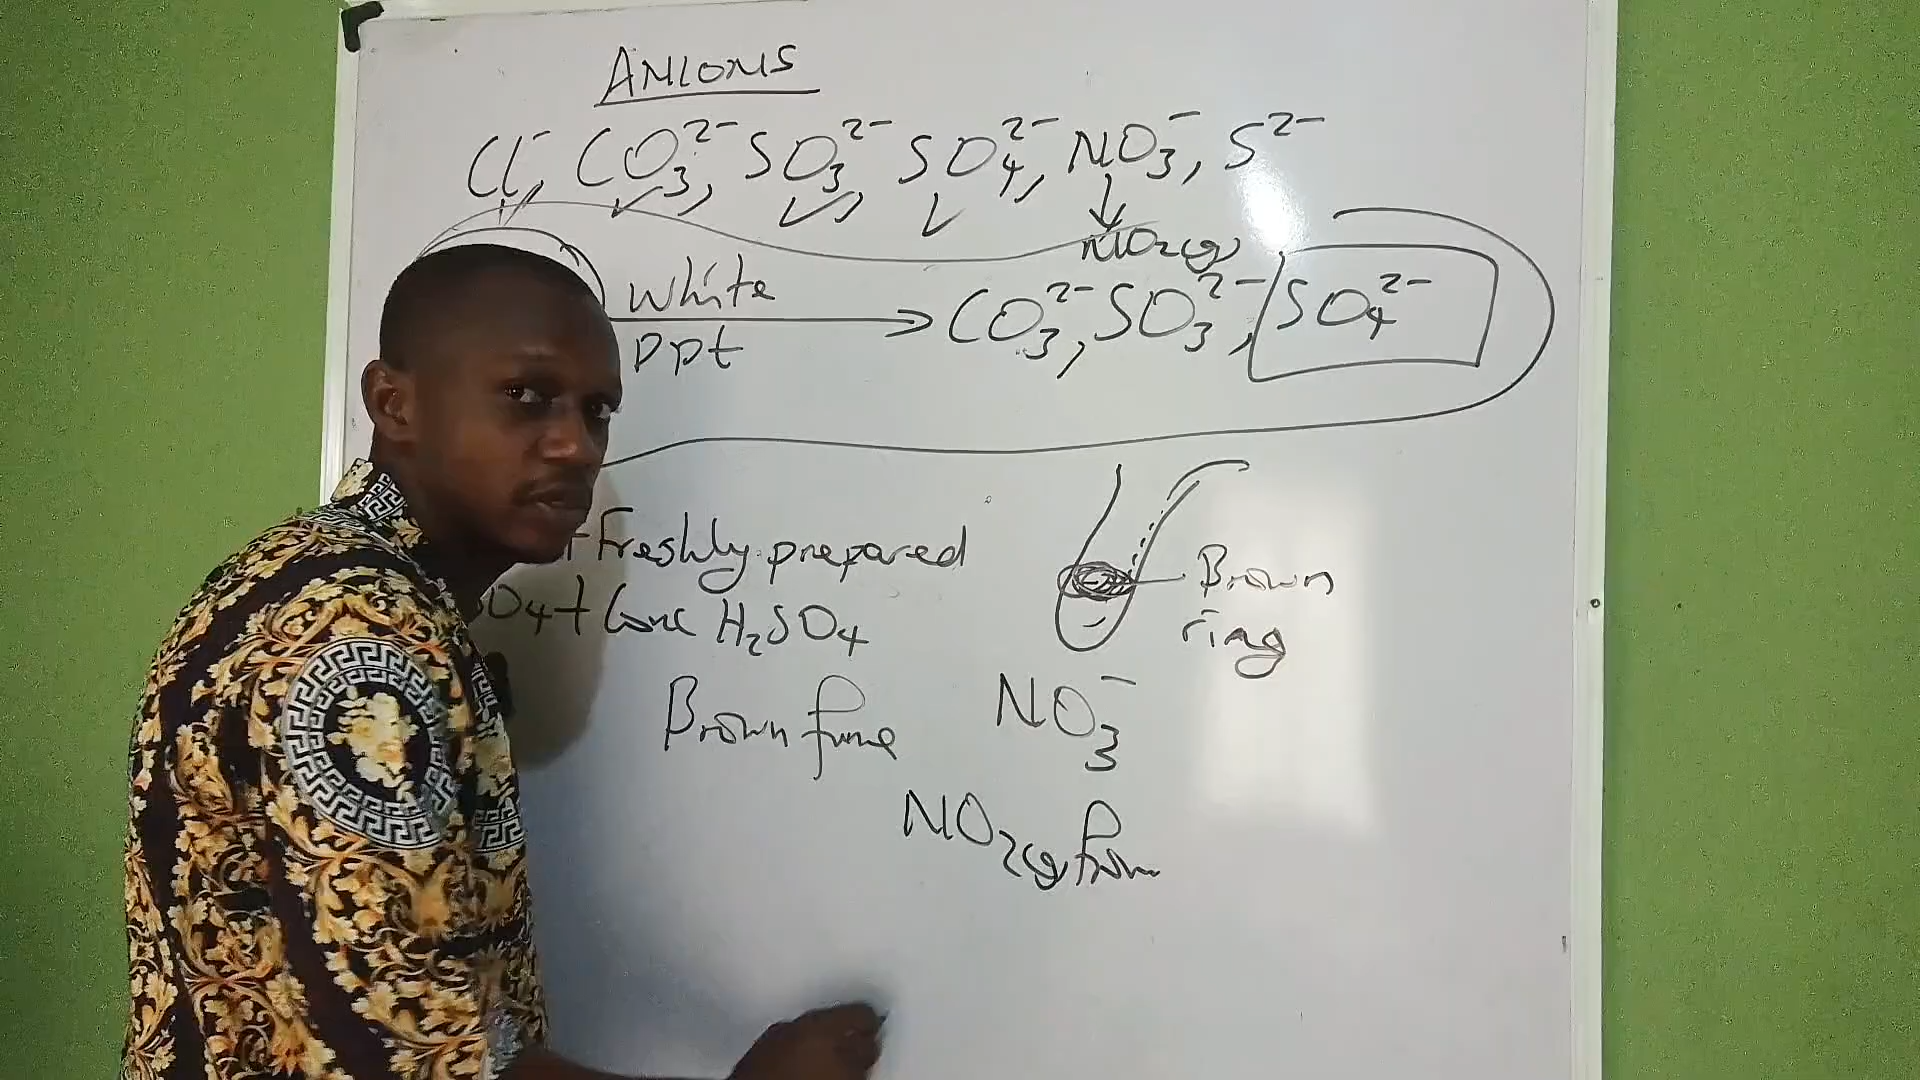 ANIONS
Cl⁻, CO₃²⁻, SO₃²⁻, SO₄²⁻, NO₃⁻, S²⁻
NO₂(g)
White
ppt
CO₃²⁻, SO₃²⁻, SO₄²⁻
+ Freshly prepared
SO₄ + Conc H₂SO₄
Brown
ring
Brown fume
NO₃⁻
NO₂(g) from